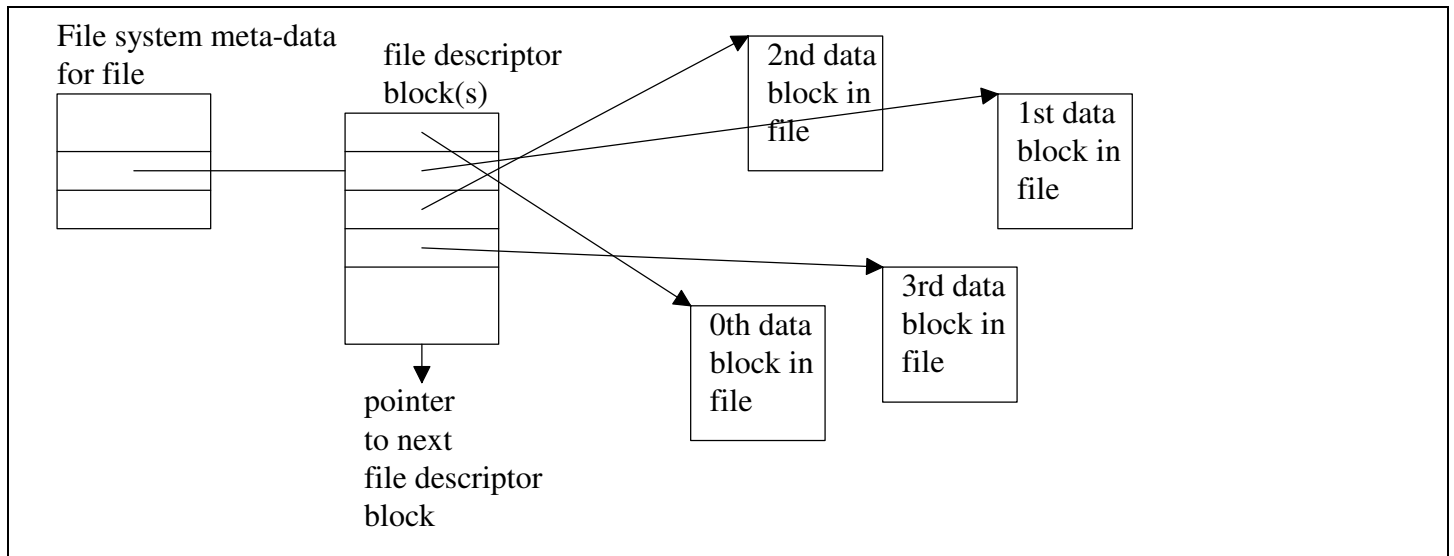 File system meta-data
for file
file descriptor
block(s)
2nd data
block in
file
1st data
block in
file
3rd data
block in
file
0th data
block in
file
pointer
to next
file descriptor
block